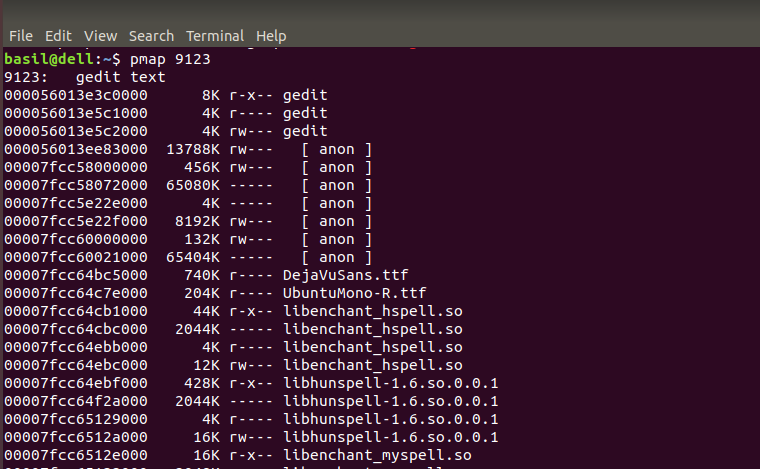 File Edit View Search Terminal Help
basil@dell:~$ pmap 9123
9123:   gedit text
000056013e3c0000      8K r-x-- gedit
000056013e5c1000      4K r---- gedit
000056013e5c2000      4K rw--- gedit
000056013ee83000  13788K rw---   [ anon ]
00007fcc58000000    456K rw---   [ anon ]
00007fcc58072000  65080K -----   [ anon ]
00007fcc5e22e000      4K -----   [ anon ]
00007fcc5e22f000   8192K rw---   [ anon ]
00007fcc60000000    132K rw---   [ anon ]
00007fcc60021000  65404K -----   [ anon ]
00007fcc64bc5000    740K r---- DejaVuSans.ttf
00007fcc64c7e000    204K r---- UbuntuMono-R.ttf
00007fcc64cb1000     44K r-x-- libenchant_hspell.so
00007fcc64cbc000   2044K ----- libenchant_hspell.so
00007fcc64ebb000      4K r---- libenchant_hspell.so
00007fcc64ebc000     12K rw--- libenchant_hspell.so
00007fcc64ebf000    428K r-x-- libhunspell-1.6.so.0.0.1
00007fcc64f2a000   2044K ----- libhunspell-1.6.so.0.0.1
00007fcc65129000      4K r---- libhunspell-1.6.so.0.0.1
00007fcc6512a000     16K rw--- libhunspell-1.6.so.0.0.1
00007fcc6512e000     16K r-x-- libenchant_myspell.so